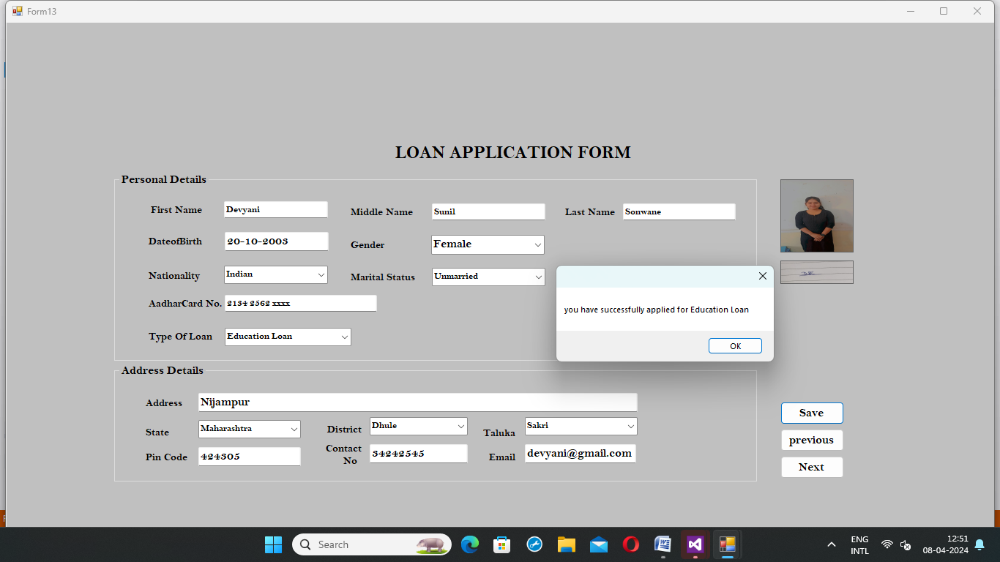 Form13
LOAN APPLICATION FORM
Personal Details
First Name Devyani Middle Name Sunil Last Name Sonwane
DateofBirth 20-10-2003 Gender Female
Nationality Indian Marital Status Unmarried
AadharCard No. 2134 2562 xxxx
Type Of Loan Education Loan
you have successfully applied for Education Loan
OK
Address Details
Address Nijampur
State Maharashtra District Dhule Taluka Sakri
Pin Code 424305 Contact No 34242545 Email devyani@gmail.com
Save
previous
Next
Search
ENG
INTL
12:51
08-04-2024